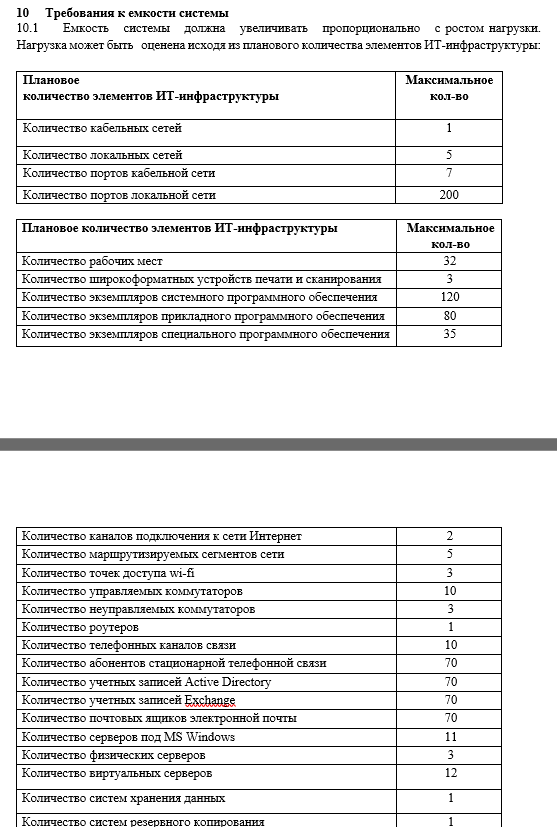 10 Требования к емкости системы
10.1 Емкость системы должна увеличивать пропорционально с ростом нагрузки.
Нагрузка может быть оценена исходя из планового количества элементов ИТ-инфраструктуры:
Плановое Максимальное
количество элементов ИТ-инфраструктуры кол-во
Количество кабельных сетей 1
Количество локальных сетей 5
Количество портов кабельной сети 7
Количество портов локальной сети 200
Плановое количество элементов ИТ-инфраструктуры Максимальное
кол-во
Количество рабочих мест 32
Количество широкоформатных устройств печати и сканирования 3
Количество экземпляров системного программного обеспечения 120
Количество экземпляров прикладного программного обеспечения 80
Количество экземпляров специального программного обеспечения 35
Количество каналов подключения к сети Интернет 2
Количество маршрутизируемых сегментов сети 5
Количество точек доступа wi-fi 3
Количество управляемых коммутаторов 10
Количество неуправляемых коммутаторов 3
Количество роутеров 1
Количество телефонных каналов связи 10
Количество абонентов стационарной телефонной связи 70
Количество учетных записей Active Directory 70
Количество учетных записей Exchange 70
Количество почтовых ящиков электронной почты 70
Количество серверов под MS Windows 11
Количество физических серверов 3
Количество виртуальных серверов 12
Количество систем хранения данных 1
Количество систем резервного копирования 1